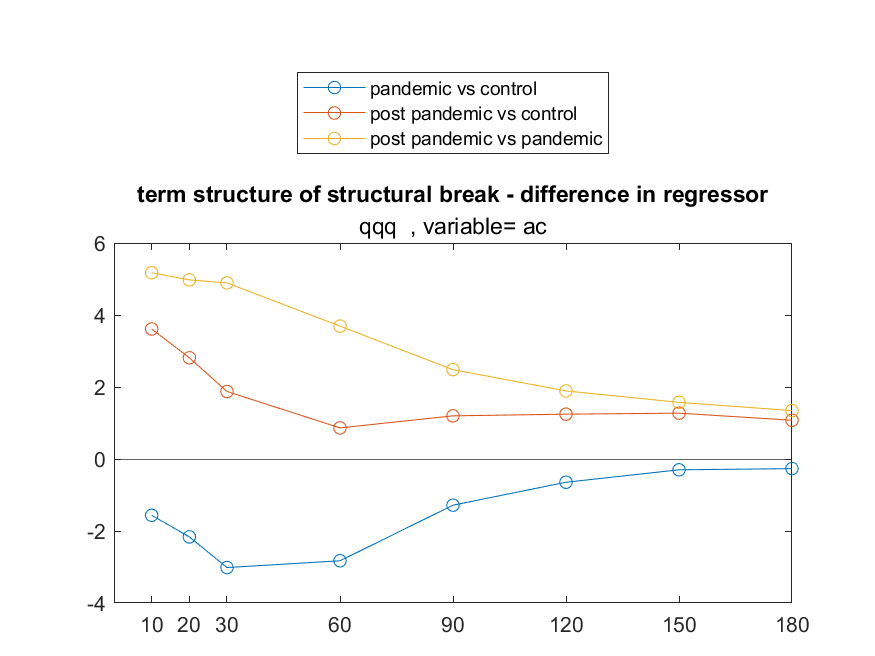 pandemic vs control
post pandemic vs control
post pandemic vs pandemic
term structure of structural break - difference in regressor
qqq  , variable= ac
6
4
2
0
-2
-4
10 20 30 60 90 120 150 180